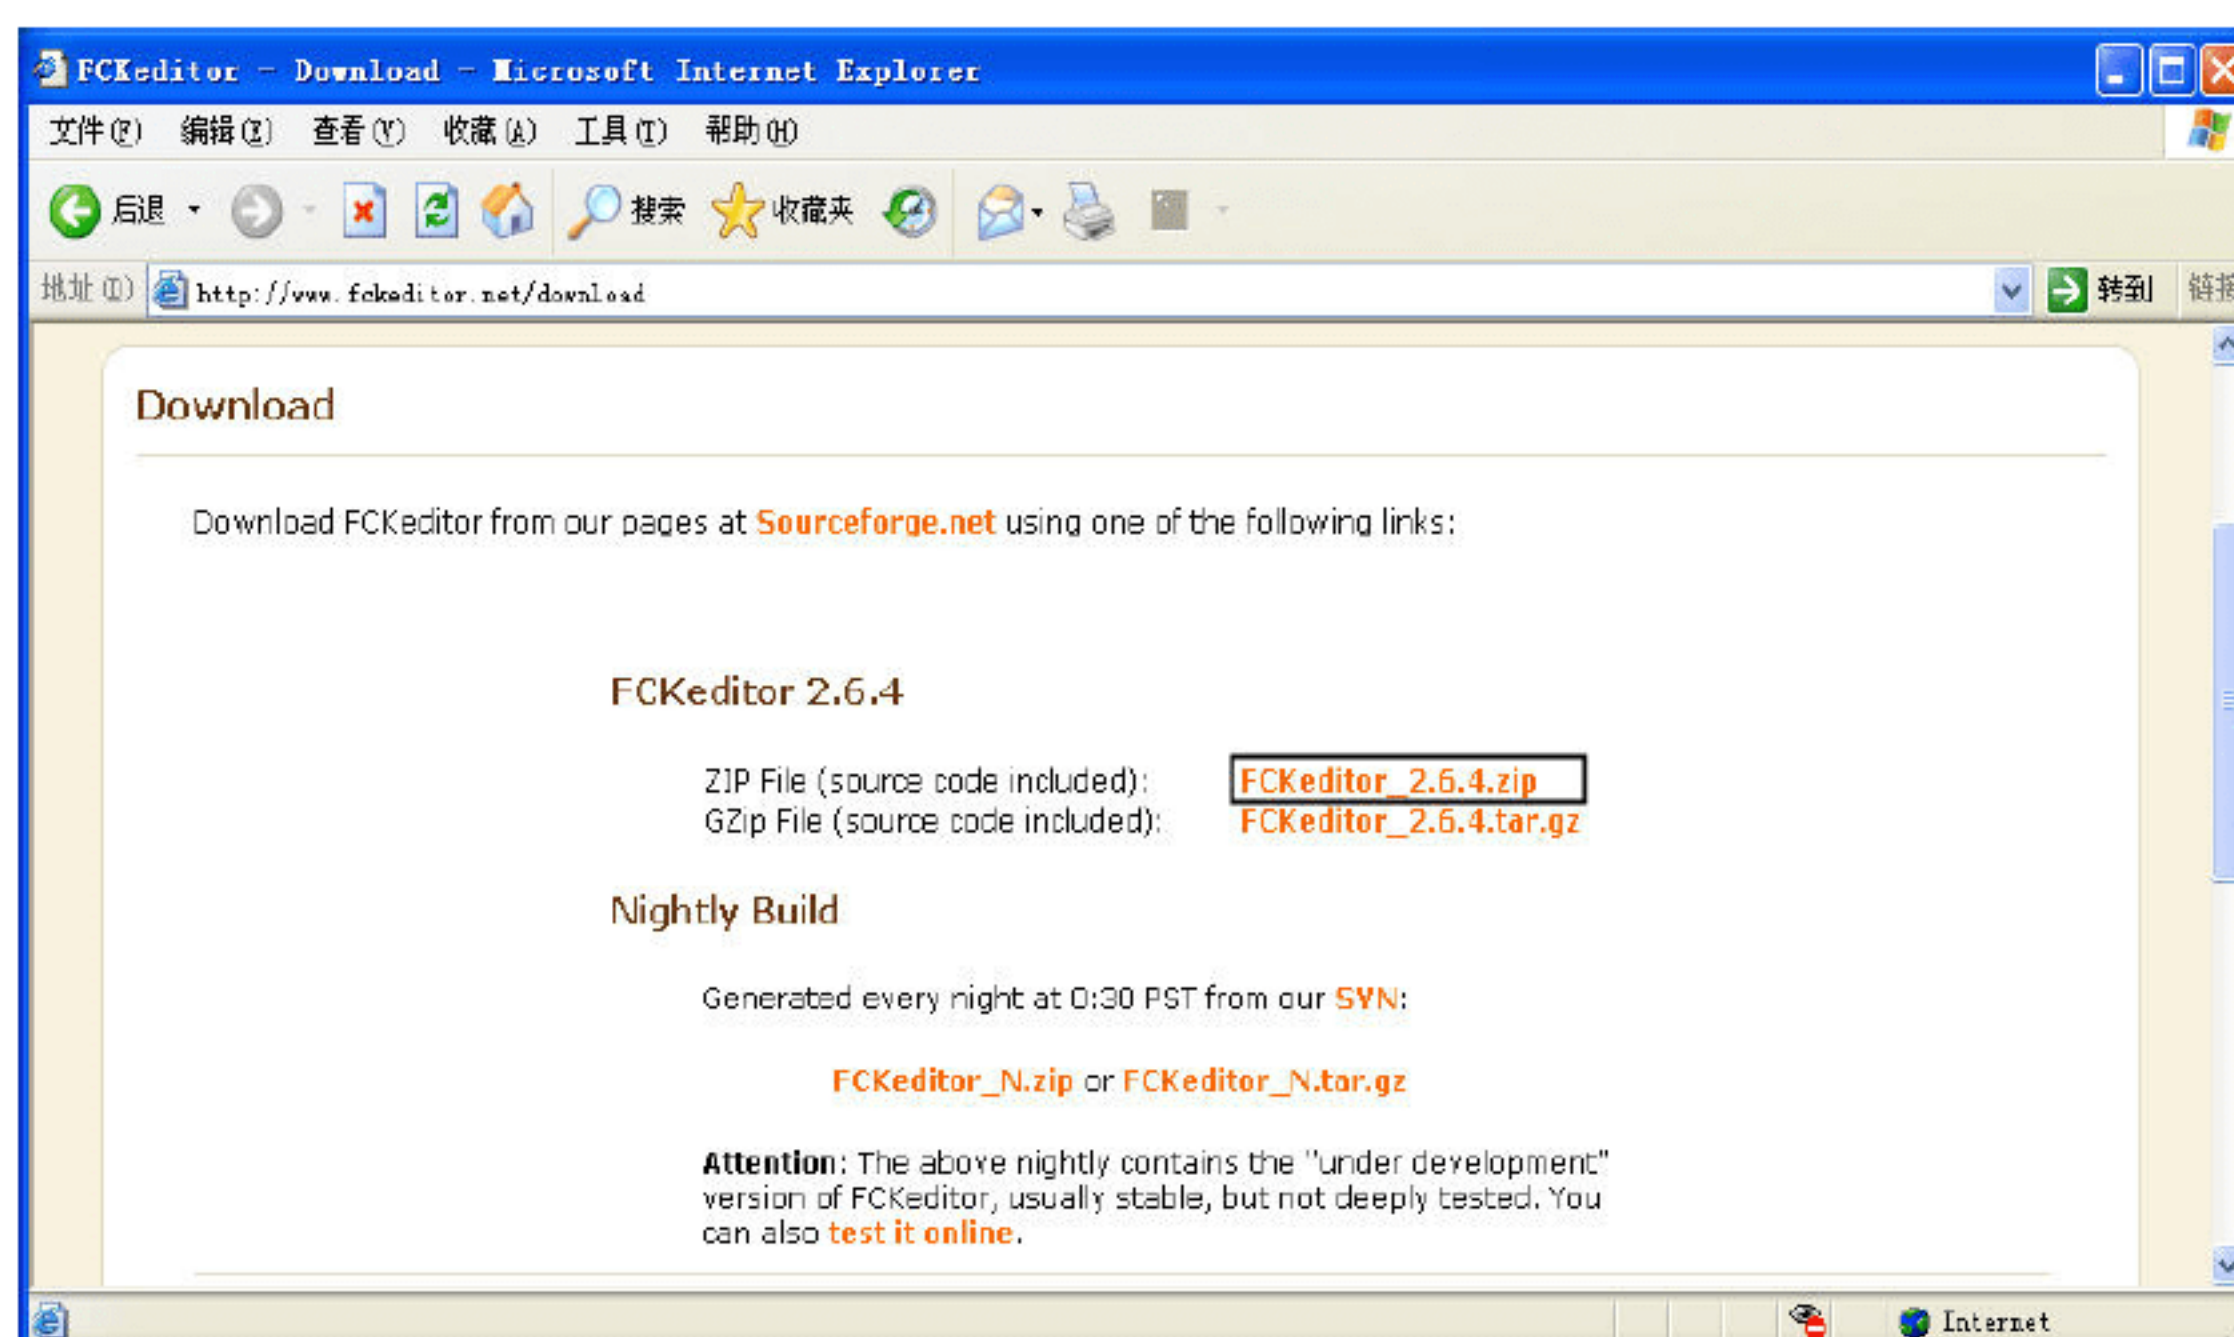 FCKeditor - Download - Microsoft Internet Explorer
文件(F) 编辑(E) 查看(V) 收藏(A) 工具(T) 帮助(H)
后退 搜索 收藏夹
地址(D) http://www.fckeditor.net/download 转到 链接
Download
Download FCKeditor from our pages at Sourceforge.net using one of the following links:
FCKeditor 2.6.4
ZIP File (source code included): FCKeditor_2.6.4.zip
GZip File (source code included): FCKeditor_2.6.4.tar.gz
Nightly Build
Generated every night at 0:30 PST from our SVN:
FCKeditor_N.zip or FCKeditor_N.tar.gz
Attention: The above nightly contains the "under development"
version of FCKeditor, usually stable, but not deeply tested. You
can also test it online.
Internet